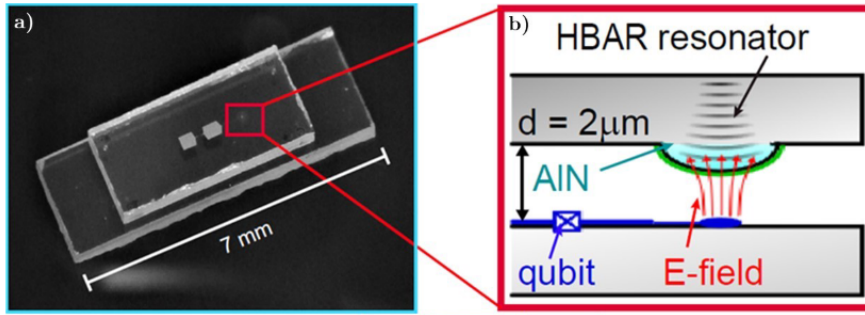 a)
7 mm
b)
HBAR resonator
d = 2μm
AlN
qubit
E-field